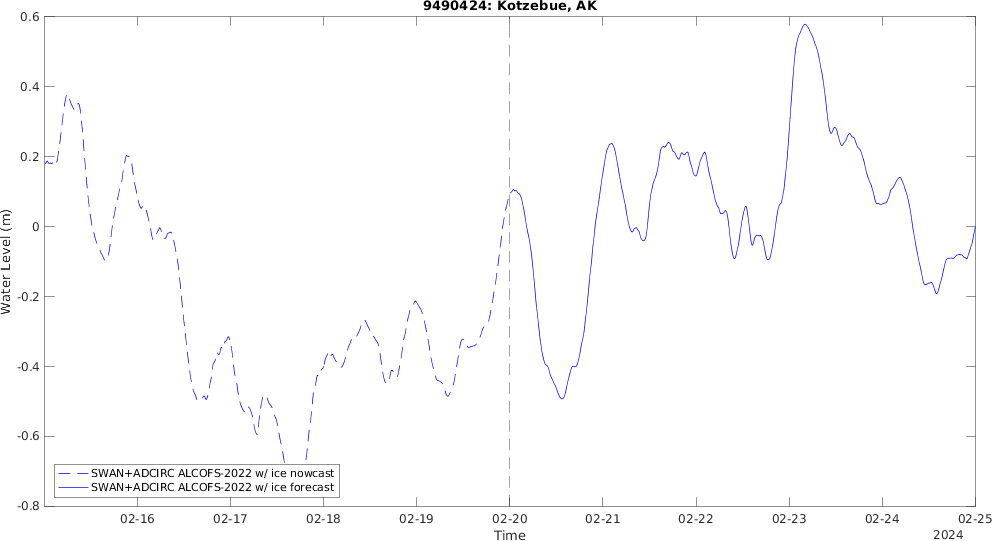 9490424: Kotzebue, AK
0.6
0.4
0.2
0
-0.2
-0.4
-0.6
-0.8
Water Level (m)
SWAN+ADCIRC ALCOFS-2022 w/ ice nowcast
SWAN+ADCIRC ALCOFS-2022 w/ ice forecast
02-16 02-17 02-18 02-19 02-20 02-21 02-22 02-23 02-24 02-25
Time
2024